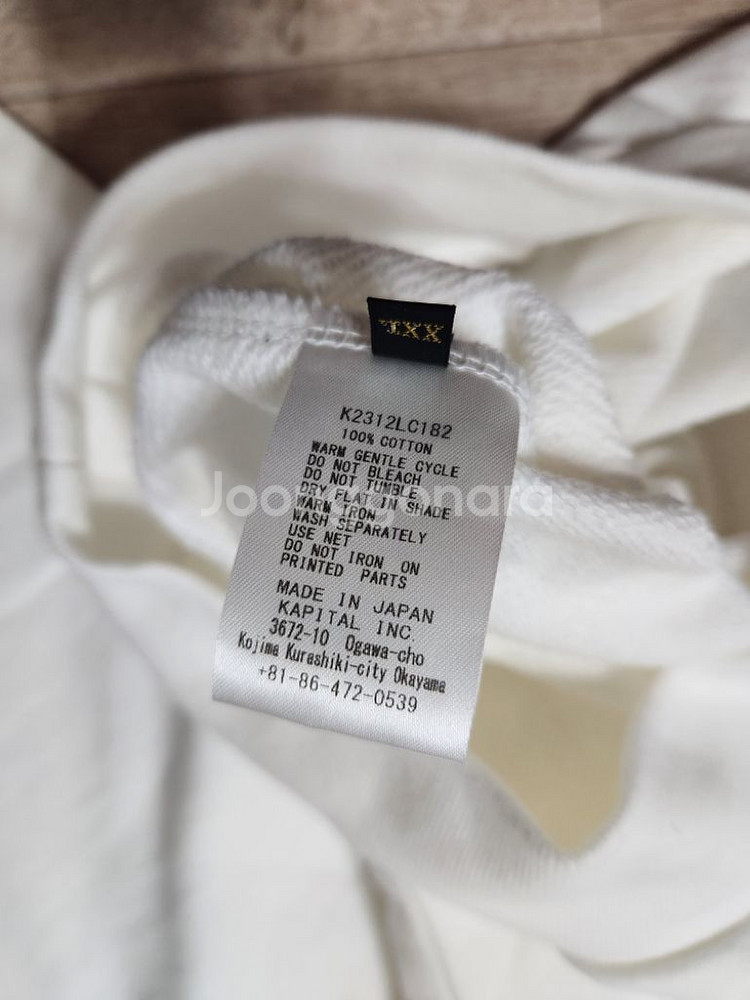 XXL
K2312LC182
100% COTTON
WARM GENTLE CYCLE
DO NOT BLEACH
DO NOT TUMBLE
DRY FLAT IN SHADE
WARM IRON
WASH SEPARATELY
USE NET
DO NOT IRON ON
PRINTED PARTS
MADE IN JAPAN
KAPITAL INC.
3672-10 Ogawa-cho
Kojima Kurashiki-city Okayama
+81-86-472-0539
Joonggonara